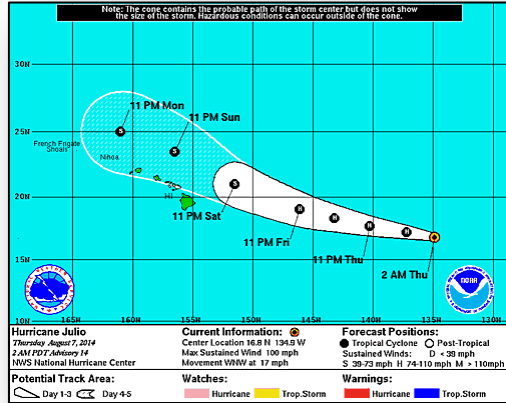 Note: The cone contains the probable path of the storm center but does not show
the size of the storm. Hazardous conditions can occur outside of the cone.
30N
25N
20N
15N
10N
165W
160W
155W
150W
145W
140W
135W
130W
11 PM Mon
11 PM Sun
French Frigate
Shoals
Nihoa
HI
11 PM Sat
11 PM Fri
11 PM Thu
2 AM Thu
S
S
S
H
H
H
H
NOAA
Hurricane Julio
Thursday August 7, 2014
2 AM PDT Advisory 14
NWS National Hurricane Center
Current Information:
Center Location 16.8 N 134.9 W
Max Sustained Wind 100 mph
Movement WNW at 17 mph
Forecast Positions:
Tropical Cyclone Post-Tropical
Sustained Winds: D < 39 mph
S 39-73 mph H 74-110 mph M > 110mph
Potential Track Area:
Day 1-3 Day 4-5
Watches:
Hurricane Trop.Storm
Warnings:
Hurricane Trop.Storm